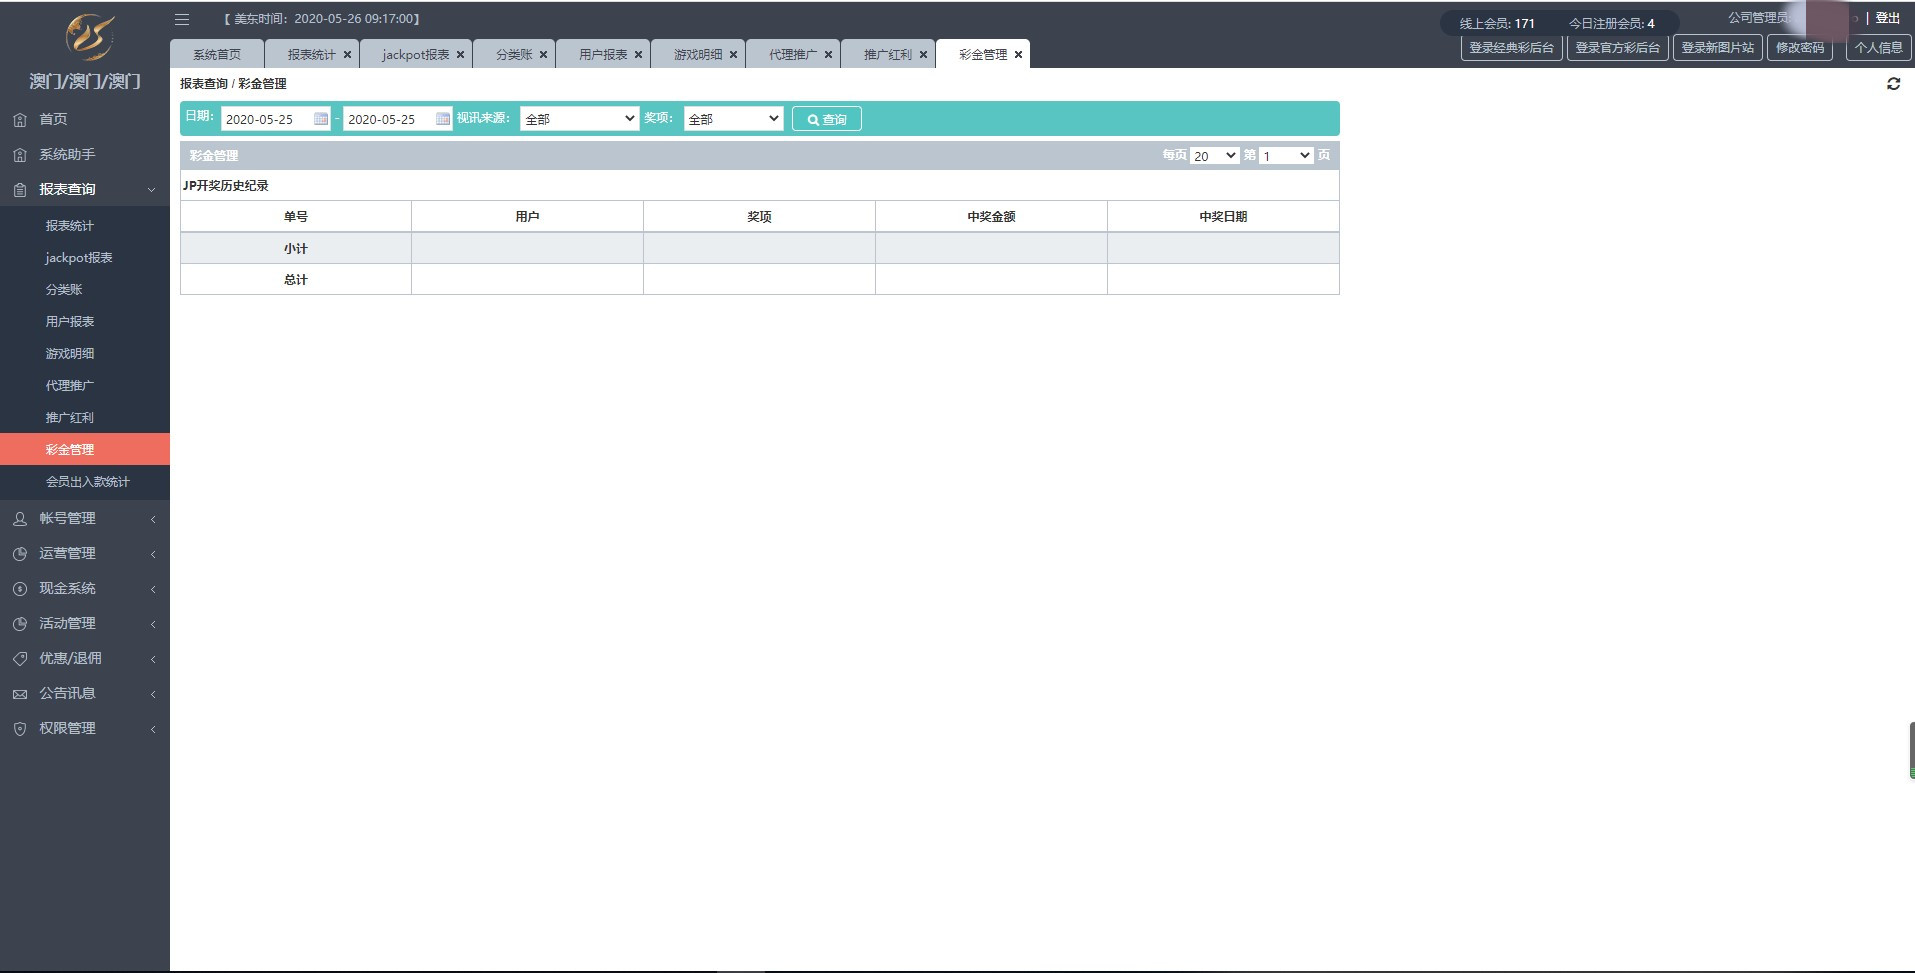 【 美东时间：2020-05-26 09:17:00】
线上会员: 171 今日注册会员: 4
公司管理员: | 登出
登录经典彩后台 登录官方彩后台 登录新图片站 修改密码 个人信息
澳门/澳门/澳门
首页
系统助手
报表查询
报表统计
jackpot报表
分类账
用户报表
游戏明细
代理推广
推广红利
彩金管理
会员出入款统计
帐号管理
运营管理
现金系统
活动管理
优惠/退佣
公告讯息
权限管理
系统首页 报表统计 jackpot报表 分类账 用户报表 游戏明细 代理推广 推广红利 彩金管理
报表查询 / 彩金管理
日期: 2020-05-25 - 2020-05-25 视讯来源: 全部 奖项: 全部 查询
彩金管理 每页 20 第 1 页
JP开奖历史纪录
单号 用户 奖项 中奖金额 中奖日期
小计
总计